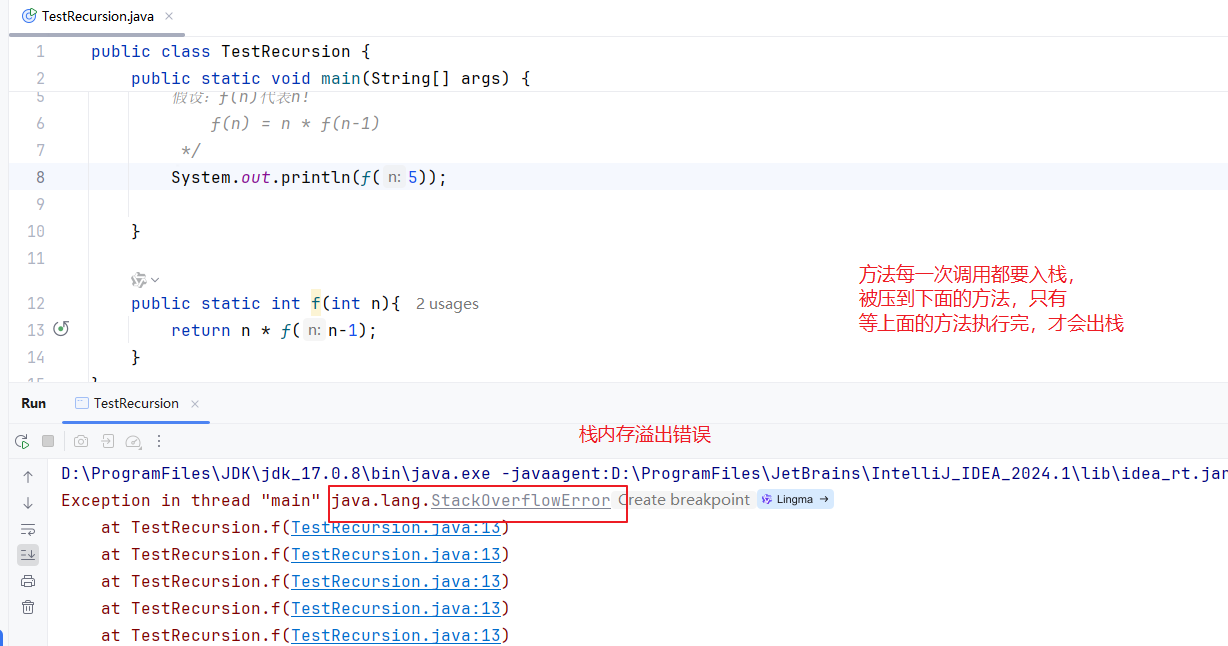 TestRecursion.java
1 public class TestRecursion {
2 public static void main(String[] args) {
5 假设：f(n)代表n!
6 f(n) = n * f(n-1)
7 */
8 System.out.println(f( n: 5));
9
10 }
11
12 public static int f(int n){ 2 usages
13 return n * f( n: n-1);
14 }
15 }
方法每一次调用都要入栈，
被压到下面的方法，只有
等上面的方法执行完，才会出栈
Run TestRecursion
栈内存溢出错误
D:\ProgramFiles\JDK\jdk_17.0.8\bin\java.exe -javaagent:D:\ProgramFiles\JetBrains\IntelliJ_IDEA_2024.1\lib\idea_rt.jar
Exception in thread "main" java.lang.StackOverflowError Create breakpoint Lingma →
at TestRecursion.f(TestRecursion.java:13)
at TestRecursion.f(TestRecursion.java:13)
at TestRecursion.f(TestRecursion.java:13)
at TestRecursion.f(TestRecursion.java:13)
at TestRecursion.f(TestRecursion.java:13)